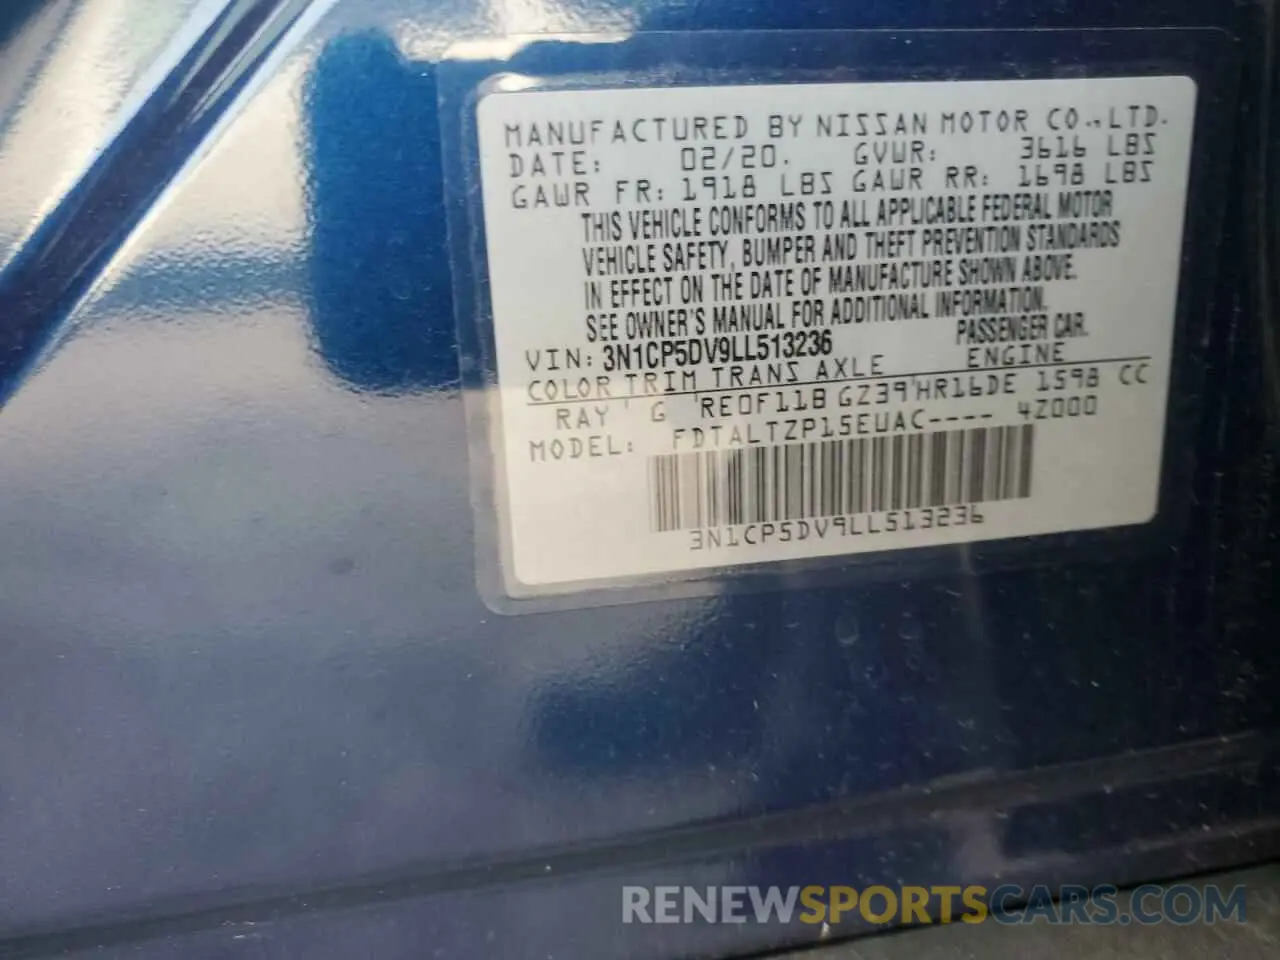 MANUFACTURED BY NISSAN MOTOR CO.,LTD.
DATE: 02/20. GVWR: 3616 LBS
GAWR FR: 1918 LBS GAWR RR: 1698 LBS
THIS VEHICLE CONFORMS TO ALL APPLICABLE FEDERAL MOTOR
VEHICLE SAFETY, BUMPER AND THEFT PREVENTION STANDARDS
IN EFFECT ON THE DATE OF MANUFACTURE SHOWN ABOVE.
SEE OWNER'S MANUAL FOR ADDITIONAL INFORMATION.
VIN: 3N1CP5DV9LL513236 PASSENGER CAR.
COLOR TRIM TRANS AXLE ENGINE
RAY ' G 'RE0F11B GZ39'HR16DE 1598 CC
MODEL: FDTALTZP15EUAC---- 4Z000
3N1CP5DV9LL513236
RENEWSPORTSCARS.COM